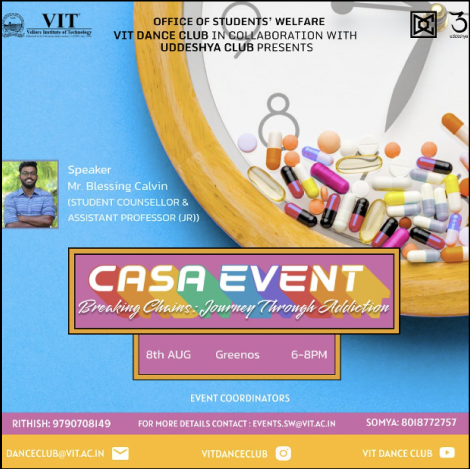 VIT
Vellore Institute of Technology
OFFICE OF STUDENTS' WELFARE
VIT DANCE CLUB IN COLLABORATION WITH
UDDESHYA CLUB PRESENTS
uddeshya
Speaker
Mr. Blessing Calvin
(STUDENT COUNSELLOR &
ASSISTANT PROFESSOR (JR))
CASA EVENT
Breaking Chains: Journey Through Addiction
8th AUG Greenos 6-8PM
EVENT COORDINATORS
RITHISH: 9790708149 FOR MORE DETAILS CONTACT : EVENTS.SW@VIT.AC.IN SOMYA: 8018772757
DANCECLUB@VIT.AC.IN VITDANCECLUB VIT DANCE CLUB